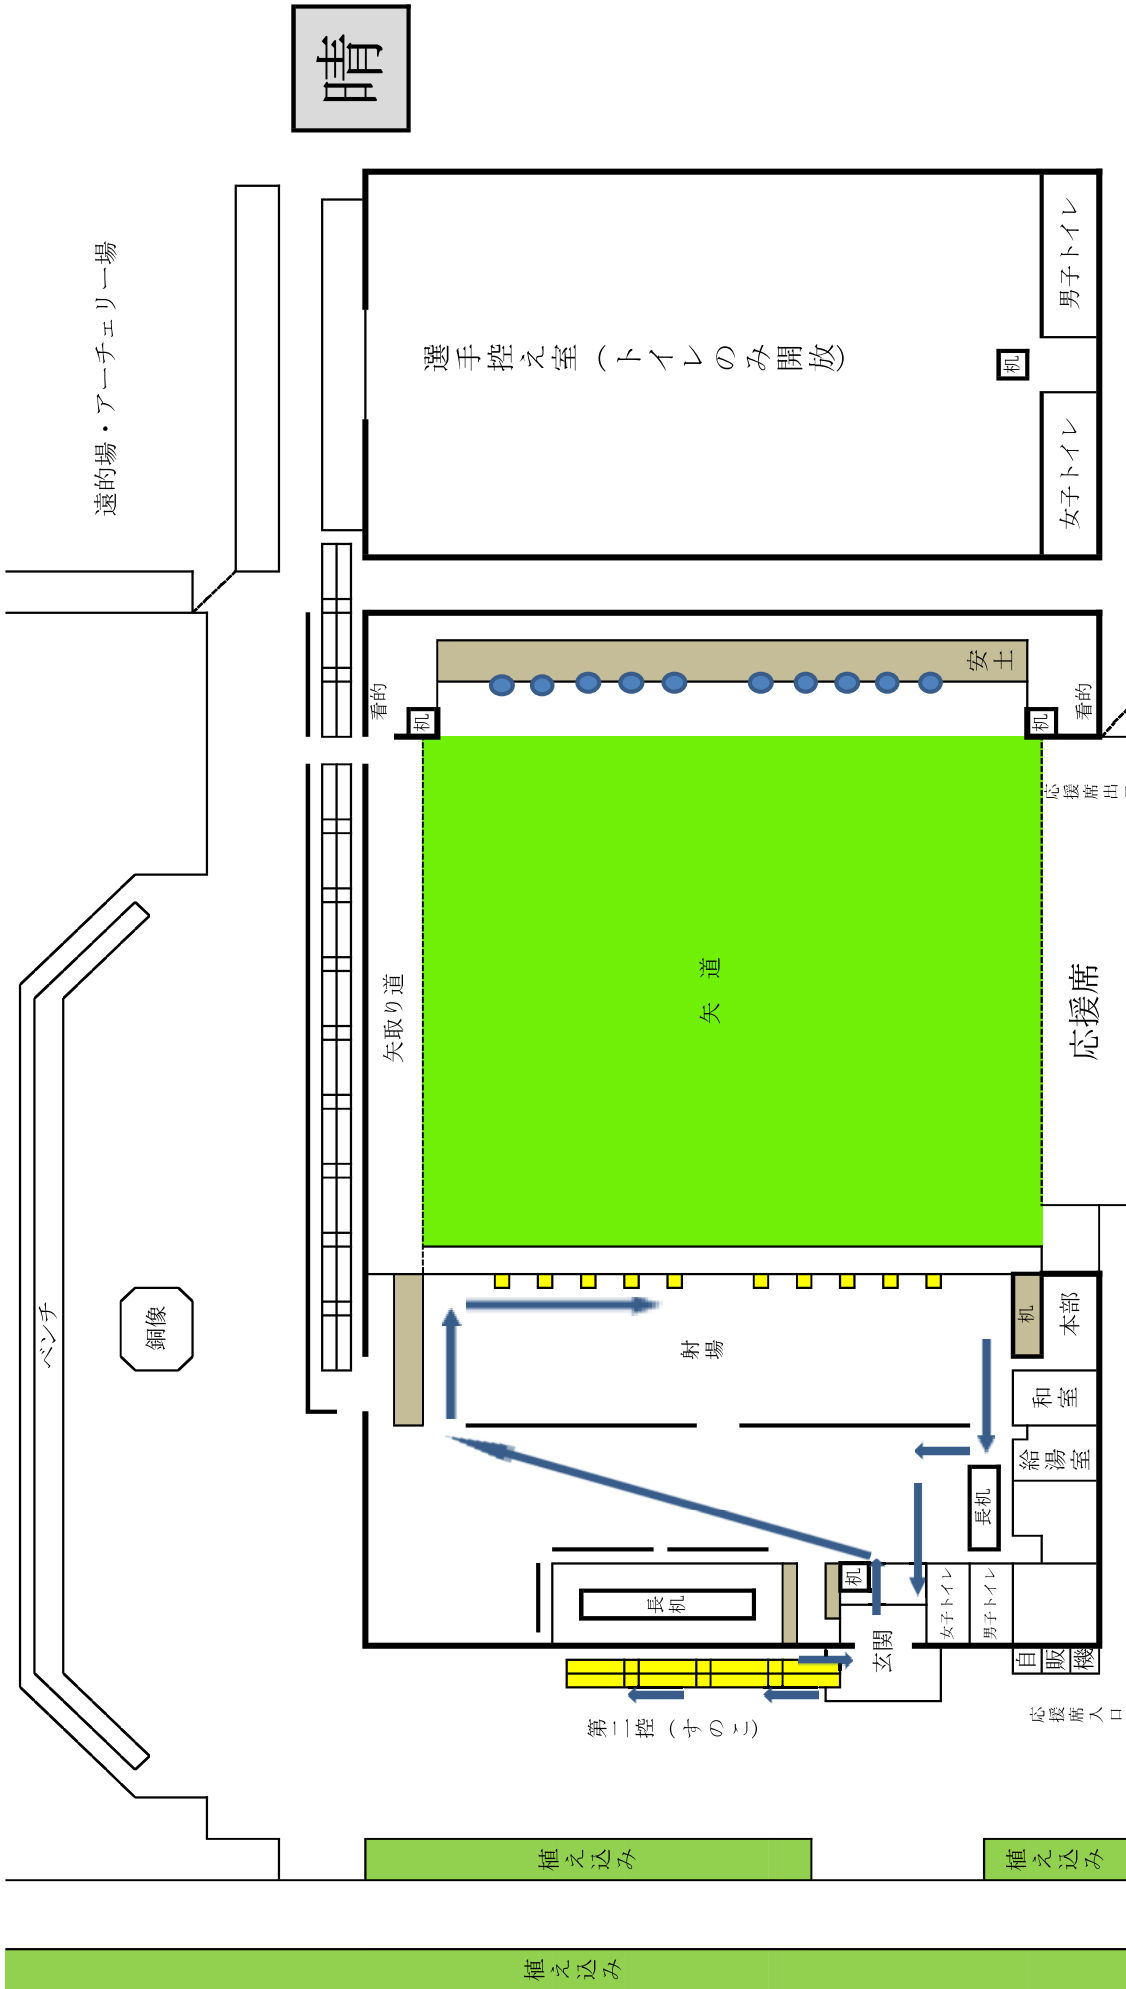 晴
遠的場・アーチェリー場
選手控え室（トイレのみ開放）
男子トイレ
机
女子トイレ
安土
看的
机
机
看的
応援席出口
矢取り道
矢　道
応援席
ベンチ
銅像
射場
机
本部
和室
給湯室
長机
長机
机
女子トイレ
男子トイレ
玄関
自販機
第二控（すのこ）
応援席入口
植え込み
植え込み
植え込み